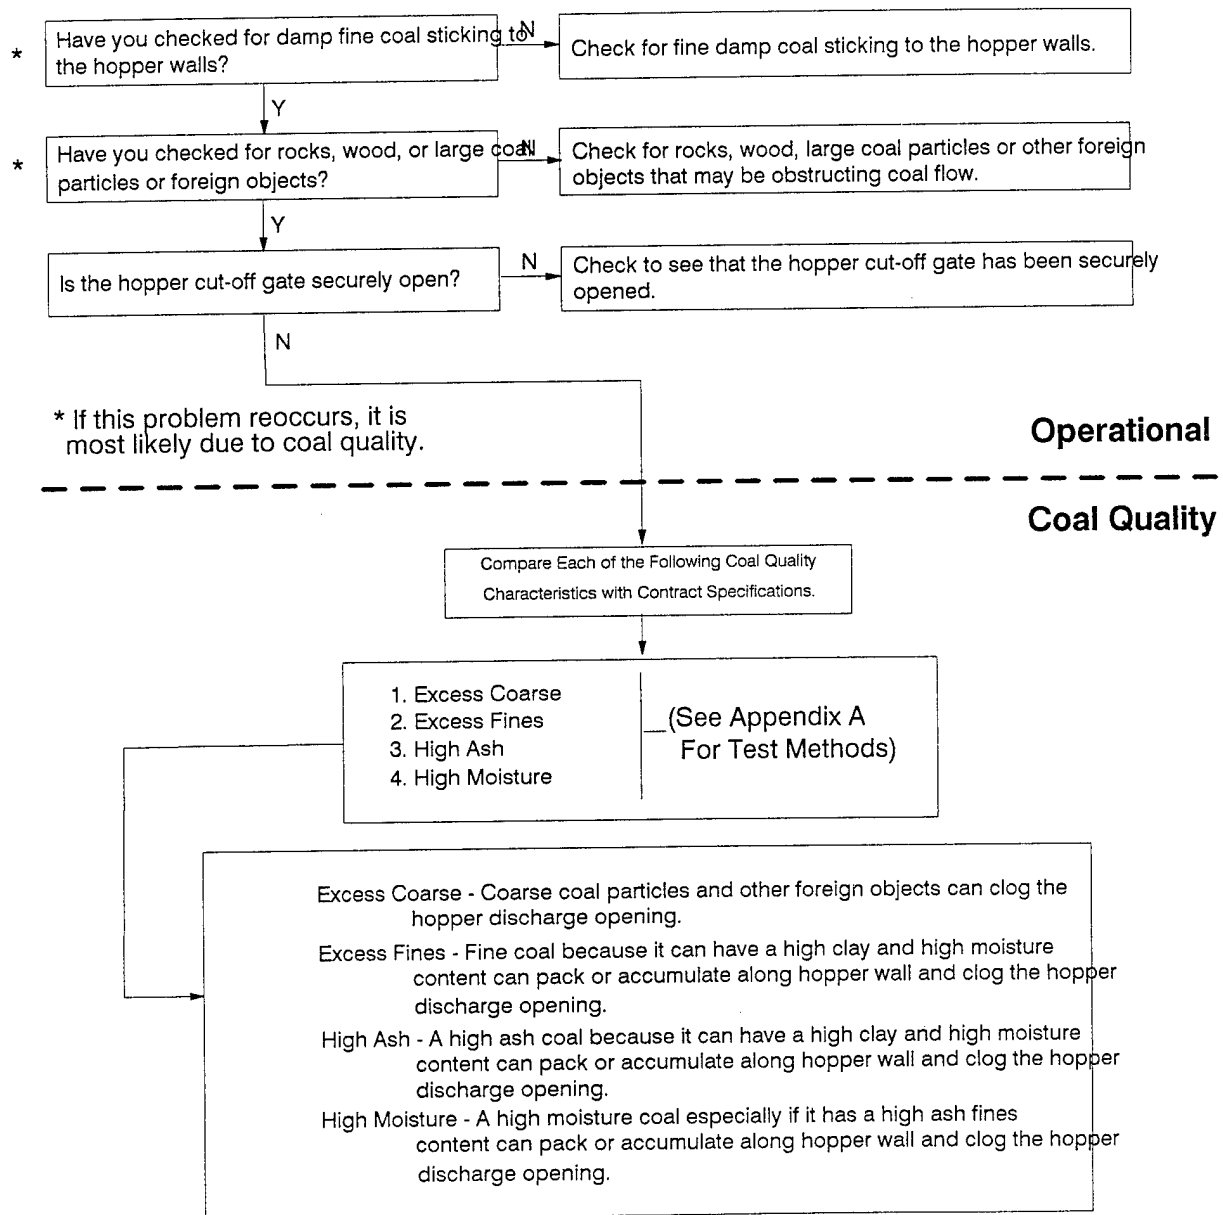 * Have you checked for damp fine coal sticking to
the hopper walls?
N
Check for fine damp coal sticking to the hopper walls.
Y
* Have you checked for rocks, wood, or large coal
particles or foreign objects?
N
Check for rocks, wood, large coal particles or other foreign
objects that may be obstructing coal flow.
Y
Is the hopper cut-off gate securely open?
N
Check to see that the hopper cut-off gate has been securely
opened.
N
* If this problem reoccurs, it is
most likely due to coal quality.
Operational
Coal Quality
Compare Each of the Following Coal Quality
Characteristics with Contract Specifications.
1. Excess Coarse
2. Excess Fines
3. High Ash
4. High Moisture
(See Appendix A
For Test Methods)
Excess Coarse - Coarse coal particles and other foreign objects can clog the
hopper discharge opening.
Excess Fines - Fine coal because it can have a high clay and high moisture
content can pack or accumulate along hopper wall and clog the hopper
discharge opening.
High Ash - A high ash coal because it can have a high clay and high moisture
content can pack or accumulate along hopper wall and clog the hopper
discharge opening.
High Moisture - A high moisture coal especially if it has a high ash fines
content can pack or accumulate along hopper wall and clog the hopper
discharge opening.